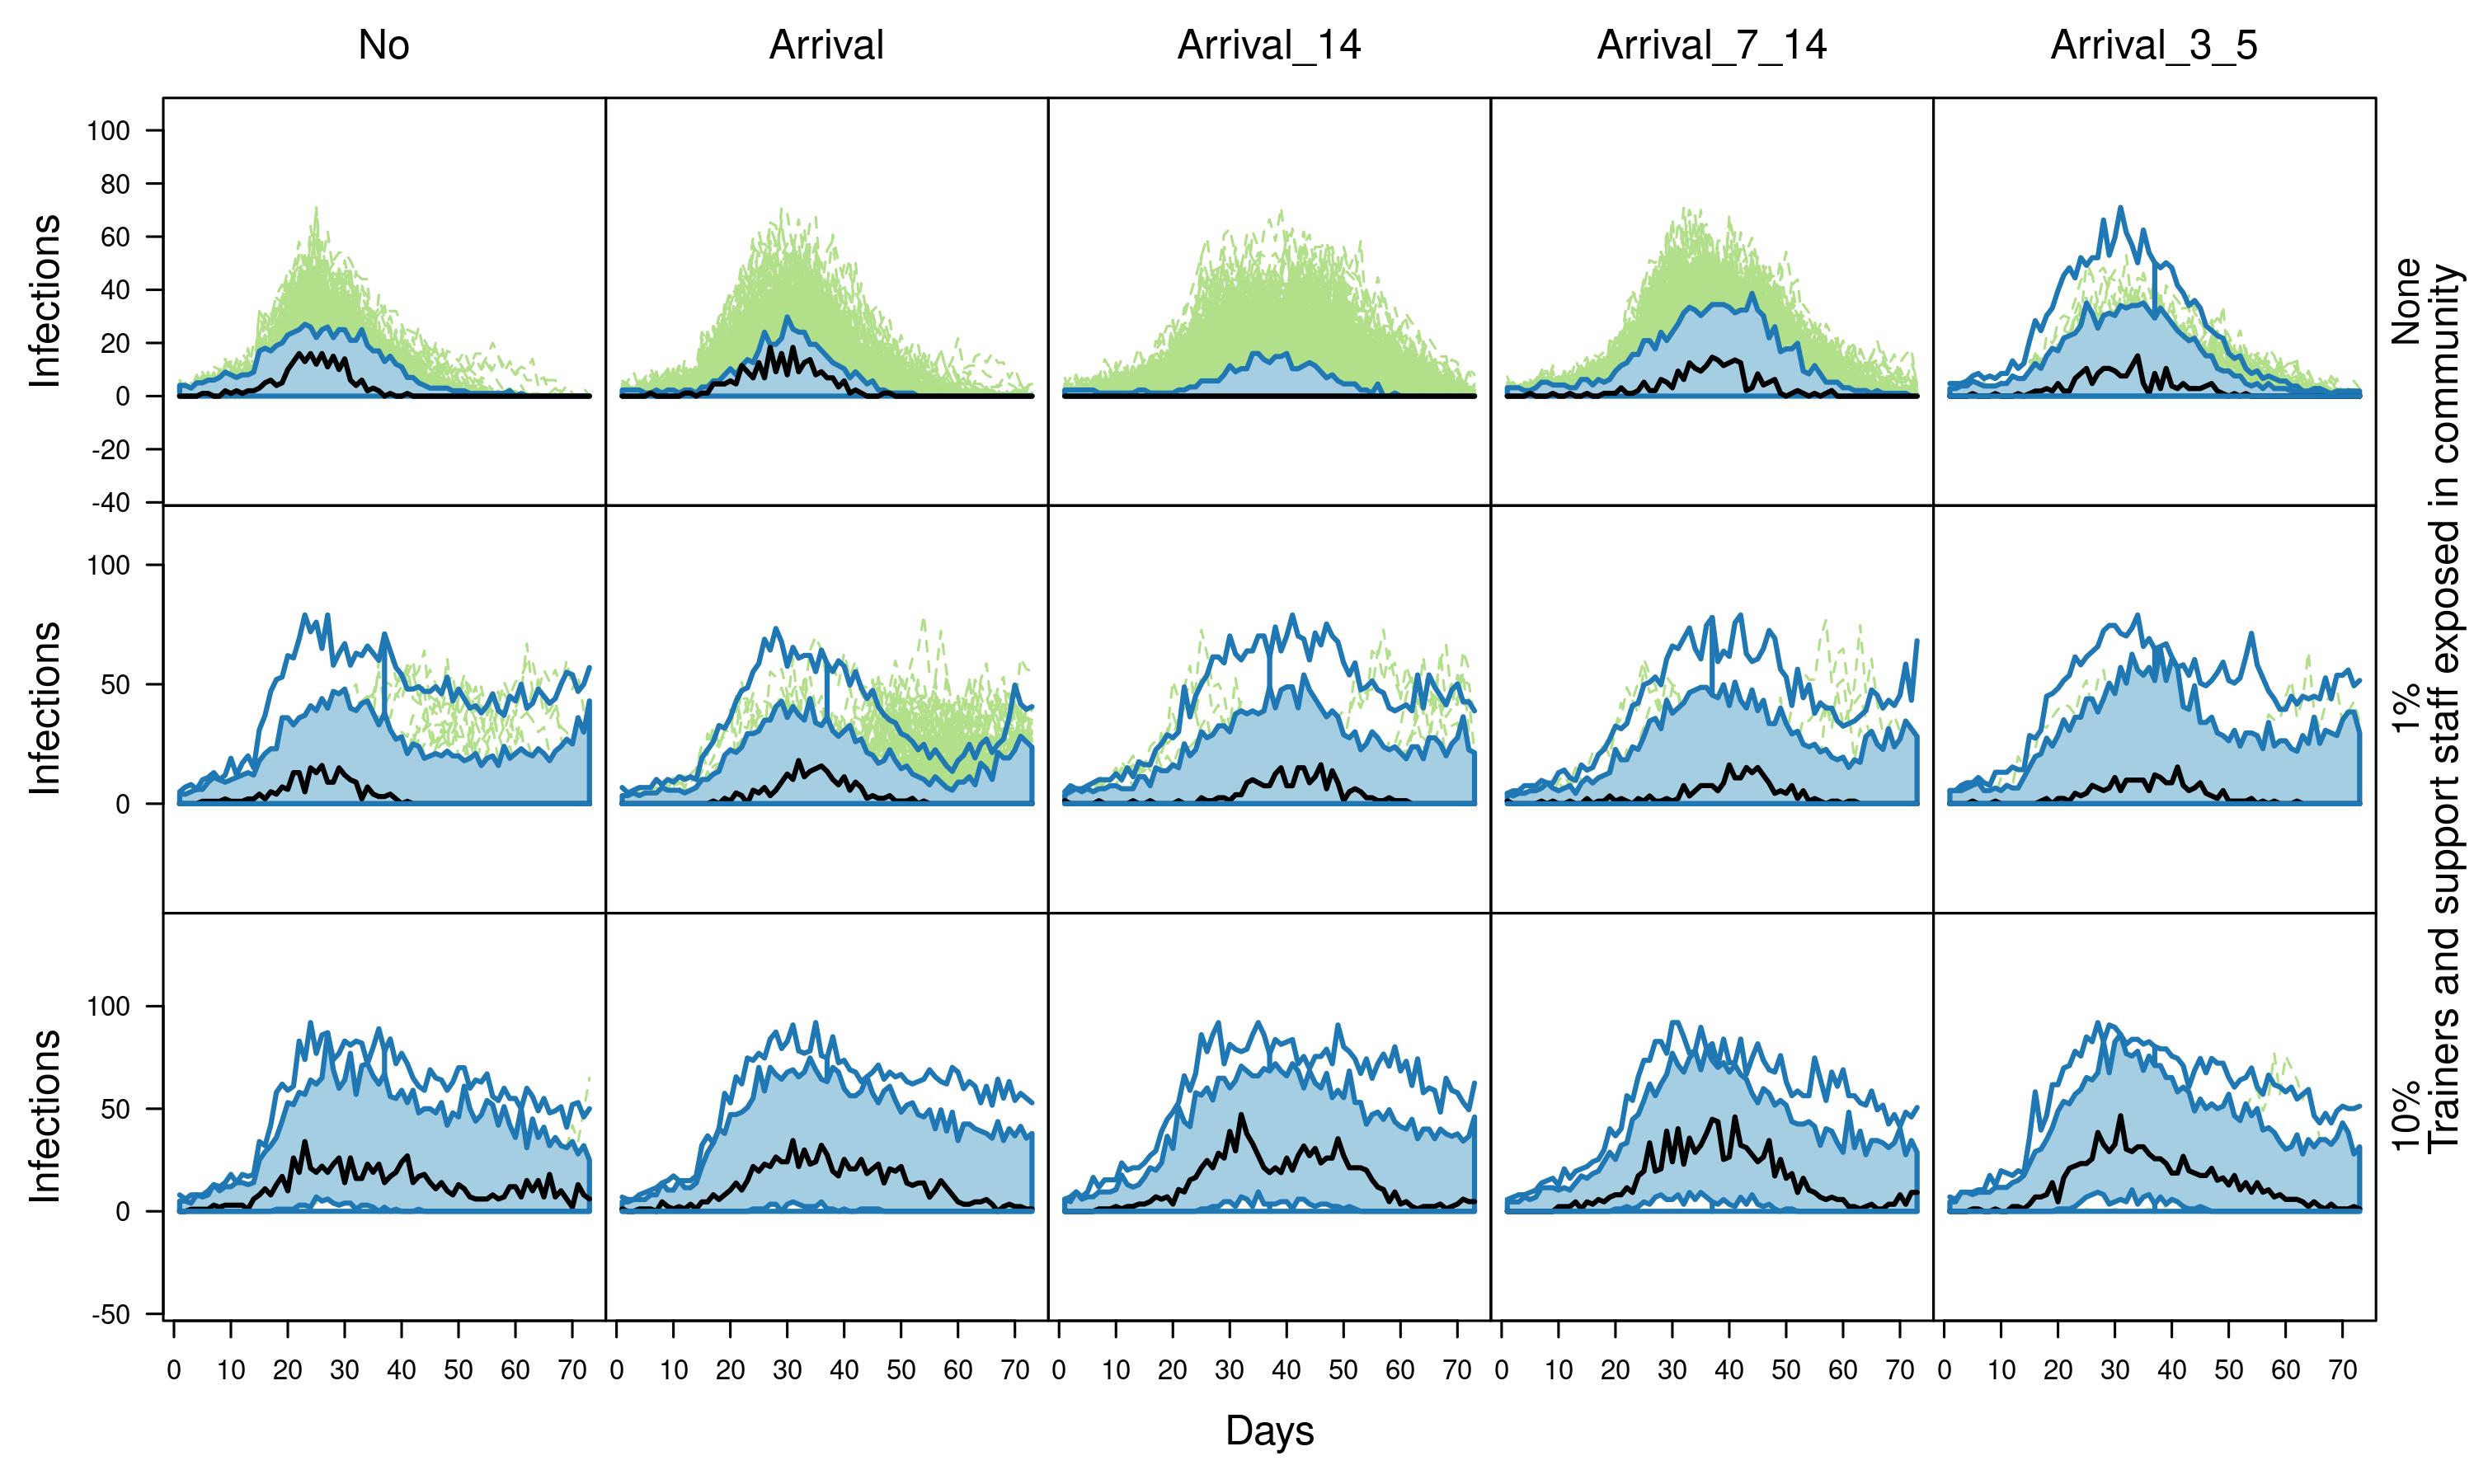 No Arrival Arrival_14 Arrival_7_14 Arrival_3_5
Infections
100
80
60
40
20
0
-20
-40
None
Infections
100
50
0
1%
Infections
100
50
0
-50
10%
Trainers and support staff exposed in community
0 10 20 30 40 50 60 70 0 10 20 30 40 50 60 70 0 10 20 30 40 50 60 70 0 10 20 30 40 50 60 70 0 10 20 30 40 50 60 70
Days